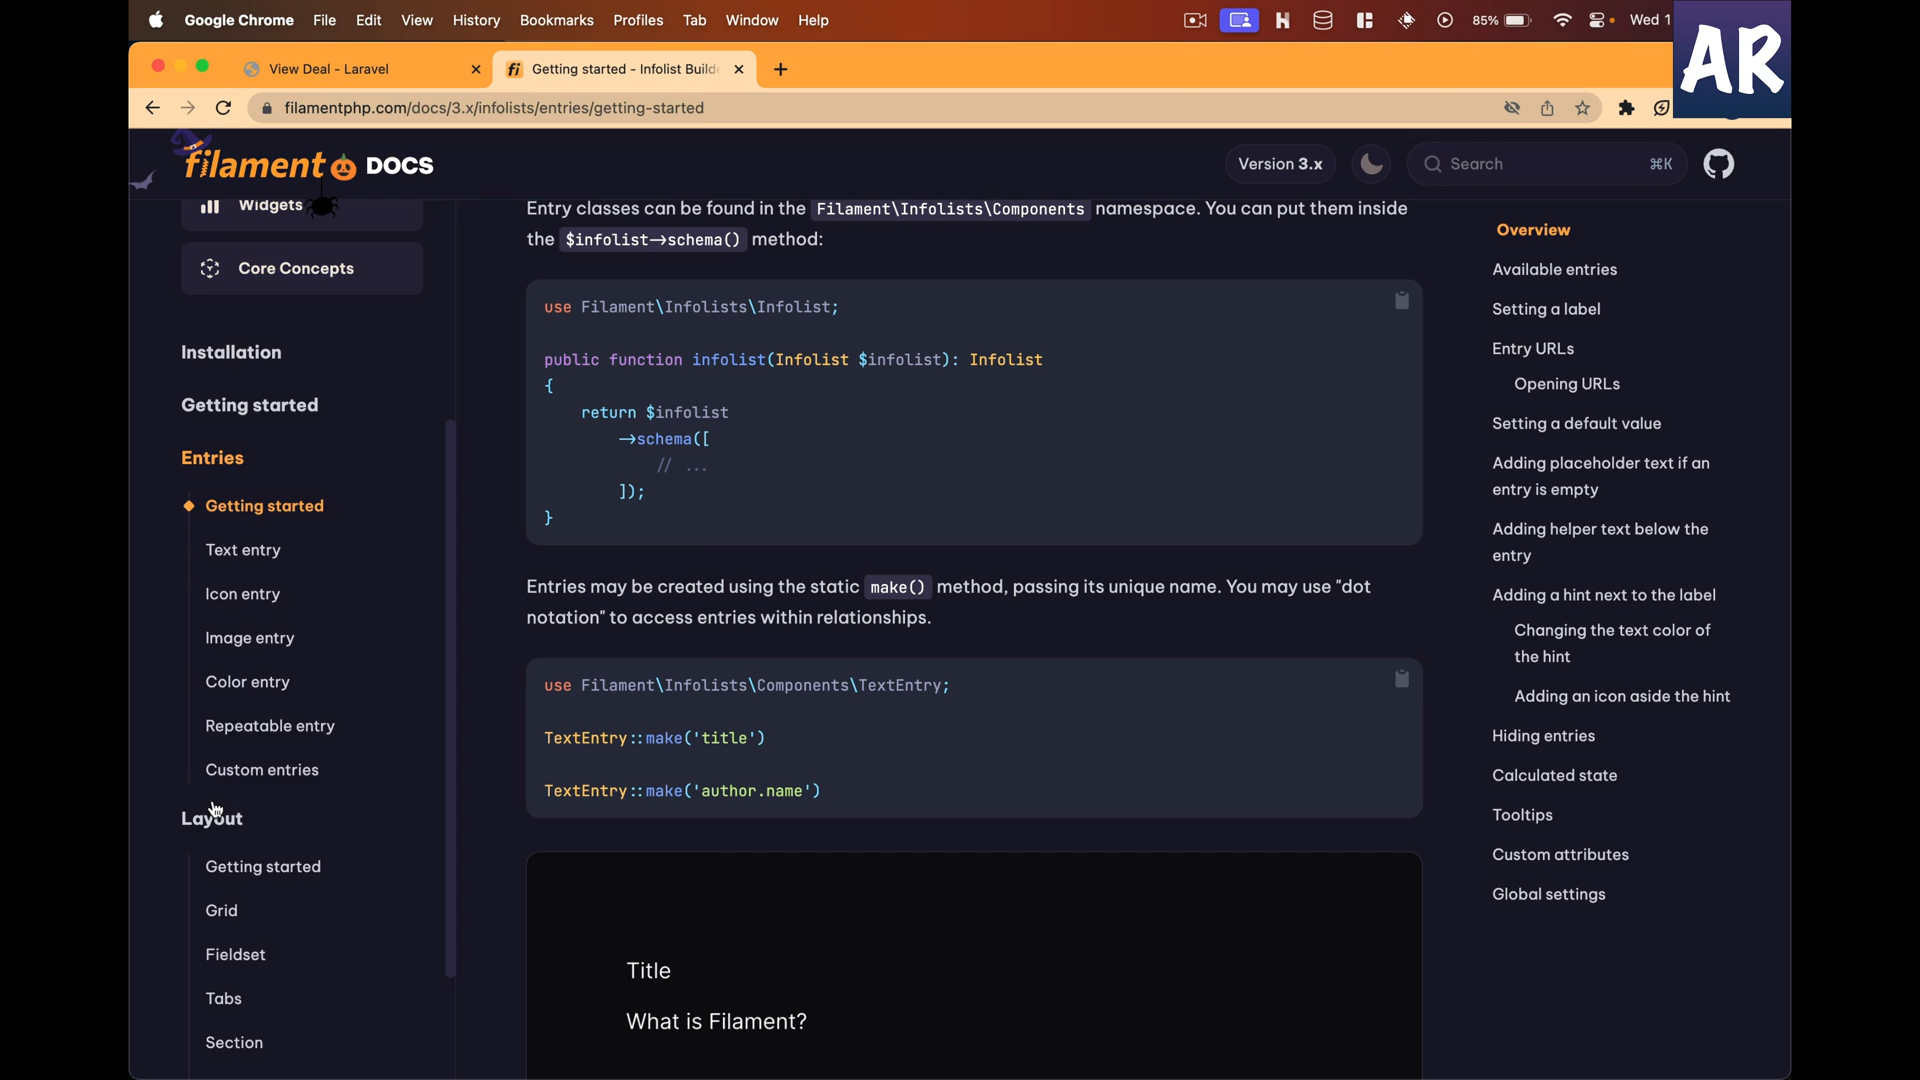 Google Chrome File Edit View History Bookmarks Profiles Tab Window Help 85% Wed 1
AR
View Deal - Laravel
Getting started - Infolist Builde
filamentphp.com/docs/3.x/infolists/entries/getting-started
filament DOCS
Version 3.x
Search ⌘K
Widgets
Core Concepts
Installation
Getting started
Entries
Getting started
Text entry
Icon entry
Image entry
Color entry
Repeatable entry
Custom entries
Layout
Getting started
Grid
Fieldset
Tabs
Section
Entry classes can be found in the Filament\Infolists\Components namespace. You can put them inside
the $infolist->schema() method:
use Filament\Infolists\Infolist;
public function infolist(Infolist $infolist): Infolist
{
return $infolist
->schema([
// ...
]);
}
Entries may be created using the static make() method, passing its unique name. You may use "dot
notation" to access entries within relationships.
use Filament\Infolists\Components\TextEntry;
TextEntry::make('title')
TextEntry::make('author.name')
Title
What is Filament?
Overview
Available entries
Setting a label
Entry URLs
Opening URLs
Setting a default value
Adding placeholder text if an
entry is empty
Adding helper text below the
entry
Adding a hint next to the label
Changing the text color of
the hint
Adding an icon aside the hint
Hiding entries
Calculated state
Tooltips
Custom attributes
Global settings